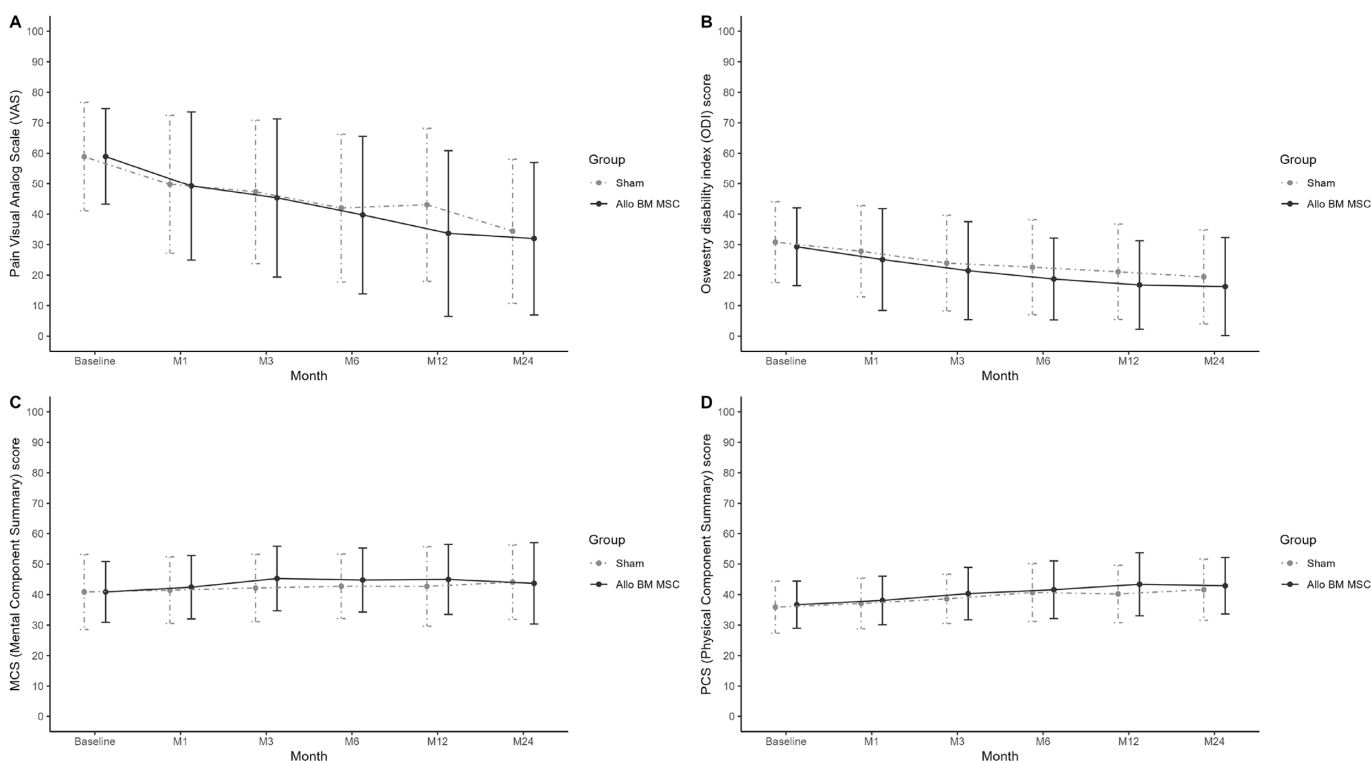 A
Pain Visual Analog Scale (VAS)
100
90
80
70
60
50
40
30
20
10
0
Baseline M1 M3 M6 M12 M24
Month
Group
Sham
Allo BM MSC
B
Oswestry disability index (ODI) score
100
90
80
70
60
50
40
30
20
10
0
Baseline M1 M3 M6 M12 M24
Month
Group
Sham
Allo BM MSC
C
MCS (Mental Component Summary) score
100
90
80
70
60
50
40
30
20
10
0
Baseline M1 M3 M6 M12 M24
Month
Group
Sham
Allo BM MSC
D
PCS (Physical Component Summary) score
100
90
80
70
60
50
40
30
20
10
0
Baseline M1 M3 M6 M12 M24
Month
Group
Sham
Allo BM MSC